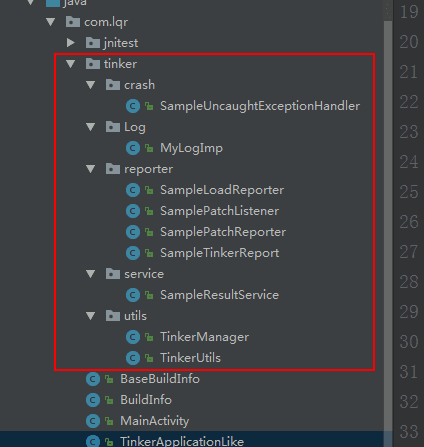 java
com.lqr
jnitest
tinker
crash
SampleUncaughtExceptionHandler
Log
MyLogImp
reporter
SampleLoadReporter
SamplePatchListener
SamplePatchReporter
SampleTinkerReport
service
SampleResultService
utils
TinkerManager
TinkerUtils
BaseBuildInfo
BuildInfo
MainActivity
TinkerApplicationLike
19
20
21
22
23
24
25
26
27
28
29
30
31
32
33